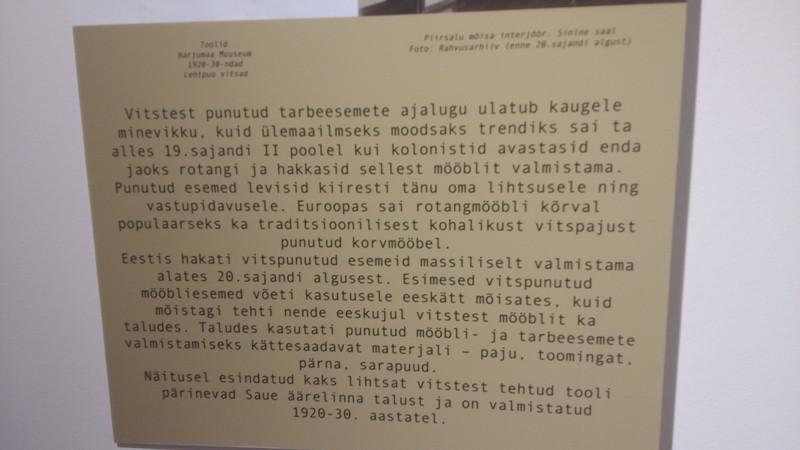 Toolid
Harjumaa Muuseum
1920-30-ndad
Lehtpuu vitsad
Piirsalu mõisa interjöör. Sinine saal
Foto: Rahvusarhiiv (enne 20.sajandi algust)
Vitstest punutud tarbeesemete ajalugu ulatub kaugele
minevikku, kuid ülemaailmseks moodsaks trendiks sai ta
alles 19.sajandi II poolel kui kolonistid avastasid enda
jaoks rotangi ja hakkasid sellest mööblit valmistama.
Punutud esemed levisid kiiresti tänu oma lihtsusele ning
vastupidavusele. Euroopas sai rotangmööbli kõrval
populaarseks ka traditsioonilisest kohalikust vitspajust
punutud korvmööbel.
Eestis hakati vitspunutud esemeid massiliselt valmistama
alates 20.sajandi algusest. Esimesed vitspunutud
mööbliesemed võeti kasutusele eeskätt mõisates, kuid
mõistagi tehti nende eeskujul vitstest mööblit ka
taludes. Taludes kasutati punutud mööbli- ja tarbeesemete
valmistamiseks kättesaadavat materjali – paju, toomingat,
pärna, sarapuud.
Näitusel esindatud kaks lihtsat vitstest tehtud tooli
pärinevad Saue äärelinna talust ja on valmistatud
1920-30. aastatel.